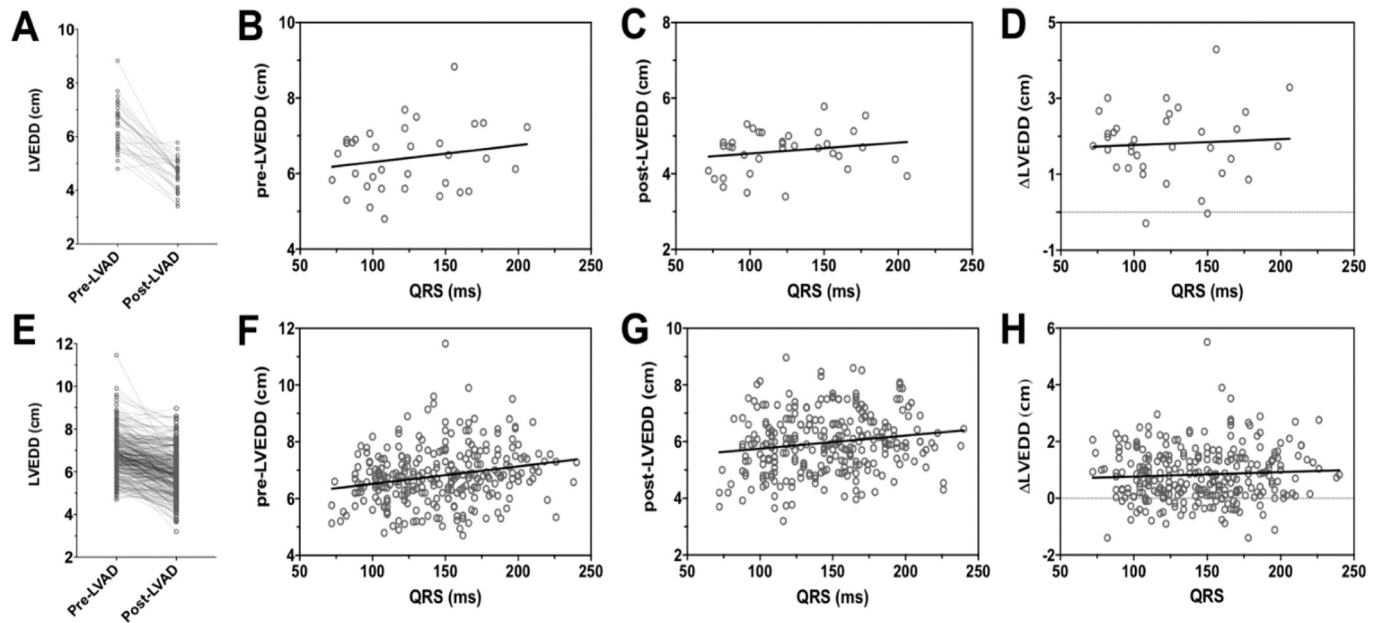 A
LVEDD (cm)
10
8
6
4
2
Pre-LVAD
Post-LVAD
B
pre-LVEDD (cm)
10
8
6
4
50
100
150
200
250
QRS (ms)
C
post-LVEDD (cm)
8
6
4
2
50
100
150
200
250
QRS (ms)
D
ΔLVEDD (cm)
5
3
1
-1
50
100
150
200
250
QRS (ms)
E
LVEDD (cm)
12
10
8
6
4
2
Pre-LVAD
Post-LVAD
F
pre-LVEDD (cm)
12
10
8
6
4
50
100
150
200
250
QRS (ms)
G
post-LVEDD (cm)
10
8
6
4
2
50
100
150
200
250
QRS (ms)
H
ΔLVEDD (cm)
6
4
2
0
-2
50
100
150
200
250
QRS